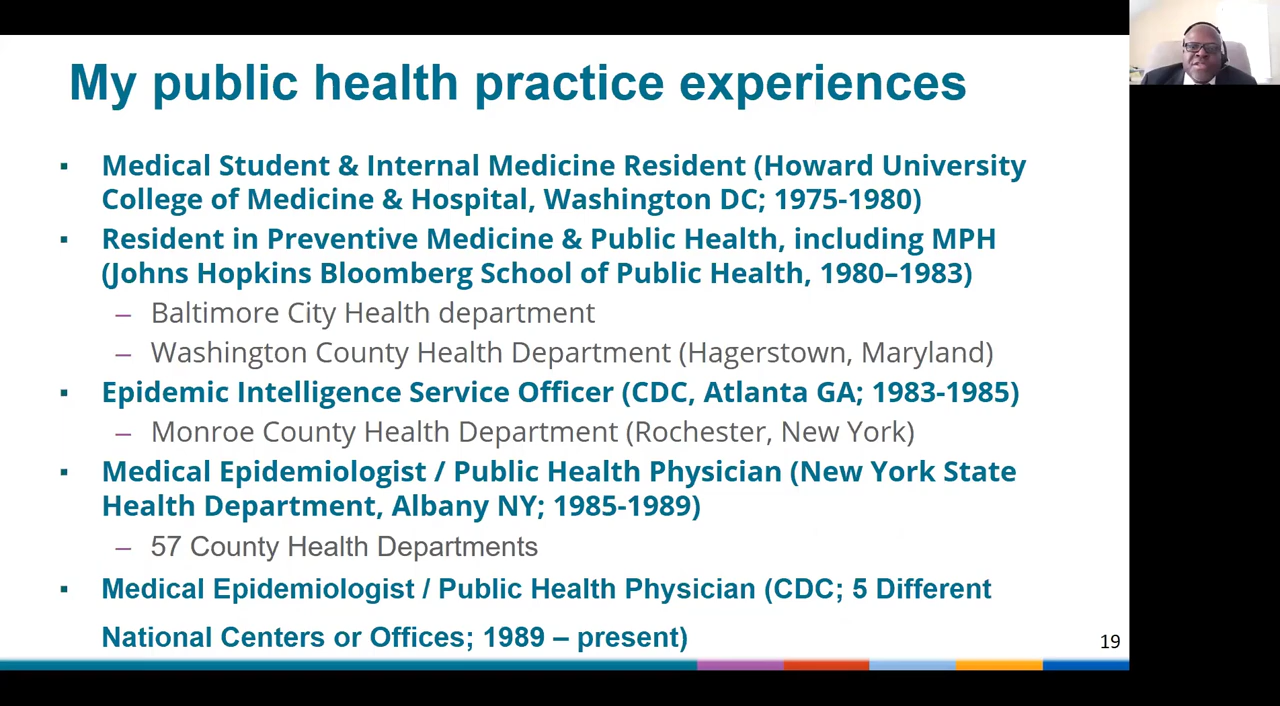 My public health practice experiences
▪ Medical Student & Internal Medicine Resident (Howard University
College of Medicine & Hospital, Washington DC; 1975-1980)
▪ Resident in Preventive Medicine & Public Health, including MPH
(Johns Hopkins Bloomberg School of Public Health, 1980–1983)
– Baltimore City Health department
– Washington County Health Department (Hagerstown, Maryland)
▪ Epidemic Intelligence Service Officer (CDC, Atlanta GA; 1983-1985)
– Monroe County Health Department (Rochester, New York)
▪ Medical Epidemiologist / Public Health Physician (New York State
Health Department, Albany NY; 1985-1989)
– 57 County Health Departments
▪ Medical Epidemiologist / Public Health Physician (CDC; 5 Different
National Centers or Offices; 1989 – present)
19